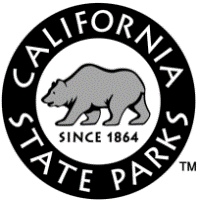 CALIFORNIA
SINCE 1864
STATE PARKS
TM